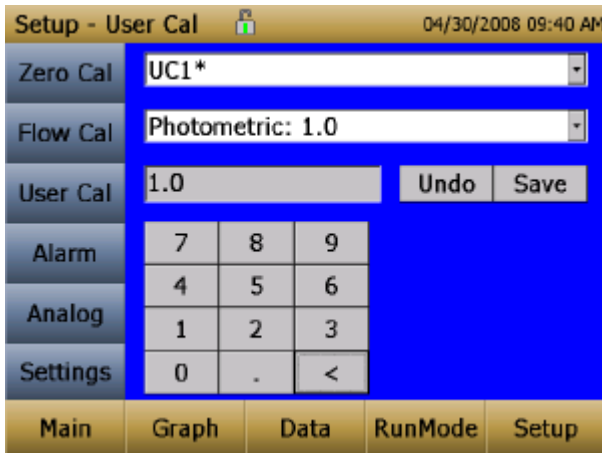 Setup - User Cal 04/30/2008 09:40 AM
Zero Cal
UC1*
Flow Cal
Photometric: 1.0
User Cal
1.0
Undo Save
Alarm
7 8 9
4 5 6
Analog
1 2 3
Settings
0 . <
Main Graph Data RunMode Setup